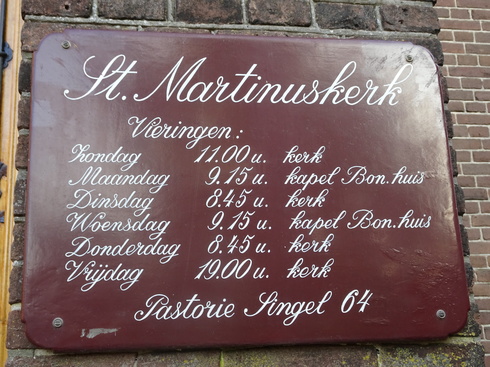 St. Martinuskerk
Vieringen:
Zondag 11.00 u. kerk
Maandag 9.15 u. kapel Bon.huis
Dinsdag 8.45 u. kerk
Woensdag 9.15 u. kapel Bon.huis
Donderdag 8.45 u. kerk
Vrijdag 19.00 u. kerk
Pastorie Singel 64